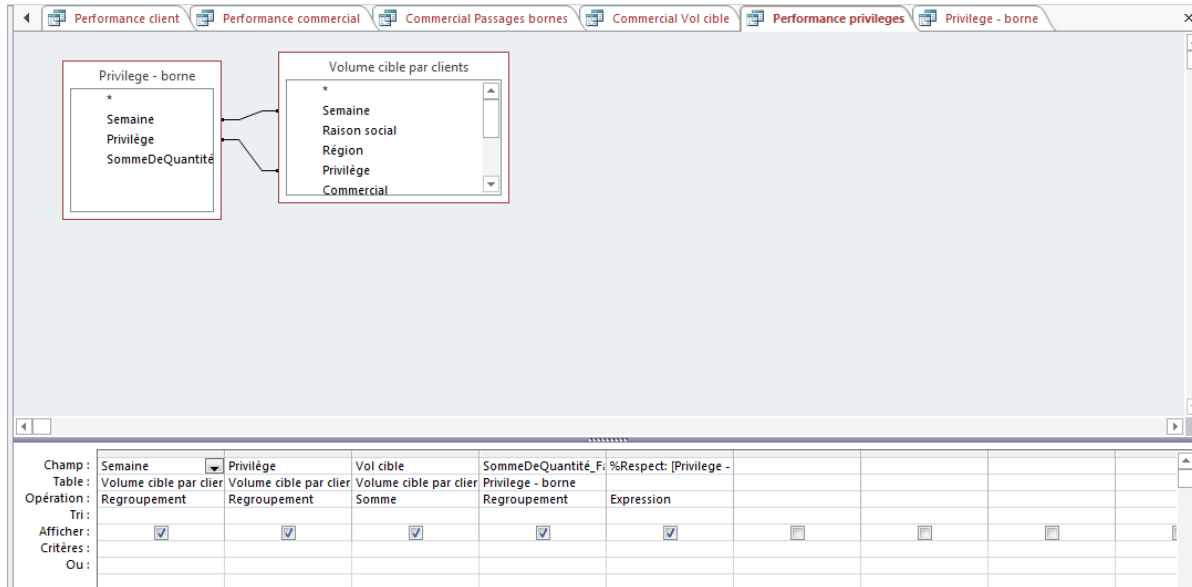 Performance client Performance commercial Commercial Passages bornes Commercial Vol cible Performance privileges Privilege - borne
Privilege - borne
*
Semaine
Privilège
SommeDeQuantité
Volume cible par clients
*
Semaine
Raison social
Région
Privilège
Commercial
Champ : Semaine Privilège Vol cible SommeDeQuantité_Fa %Respect: [Privilege -
Table : Volume cible par clier Volume cible par clier Volume cible par clier Privilege - borne
Opération : Regroupement Regroupement Somme Regroupement Expression
Tri :
Afficher :
Critères :
Ou :